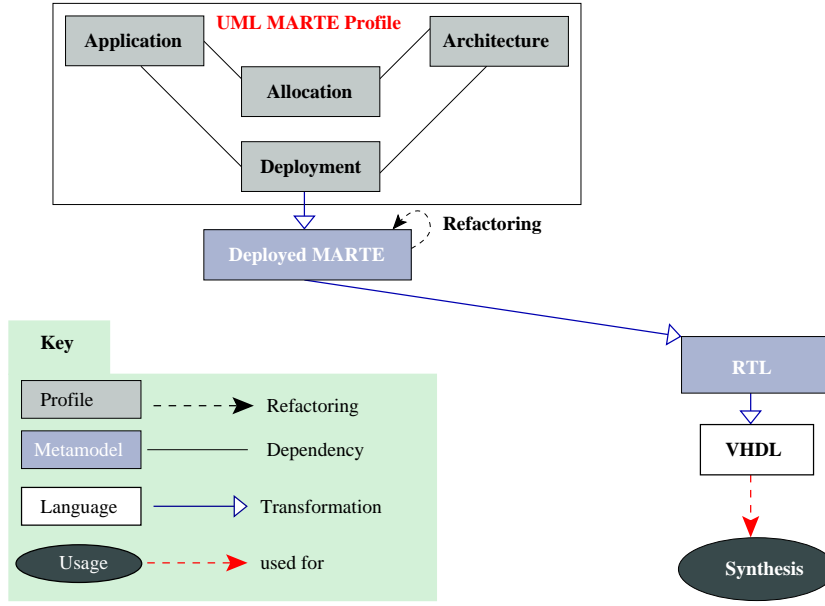 UML MARTE Profile
Application
Architecture
Allocation
Deployment
Refactoring
Deployed MARTE
Key
RTL
Profile
Refactoring
Metamodel
Dependency
VHDL
Language
Transformation
Usage
used for
Synthesis